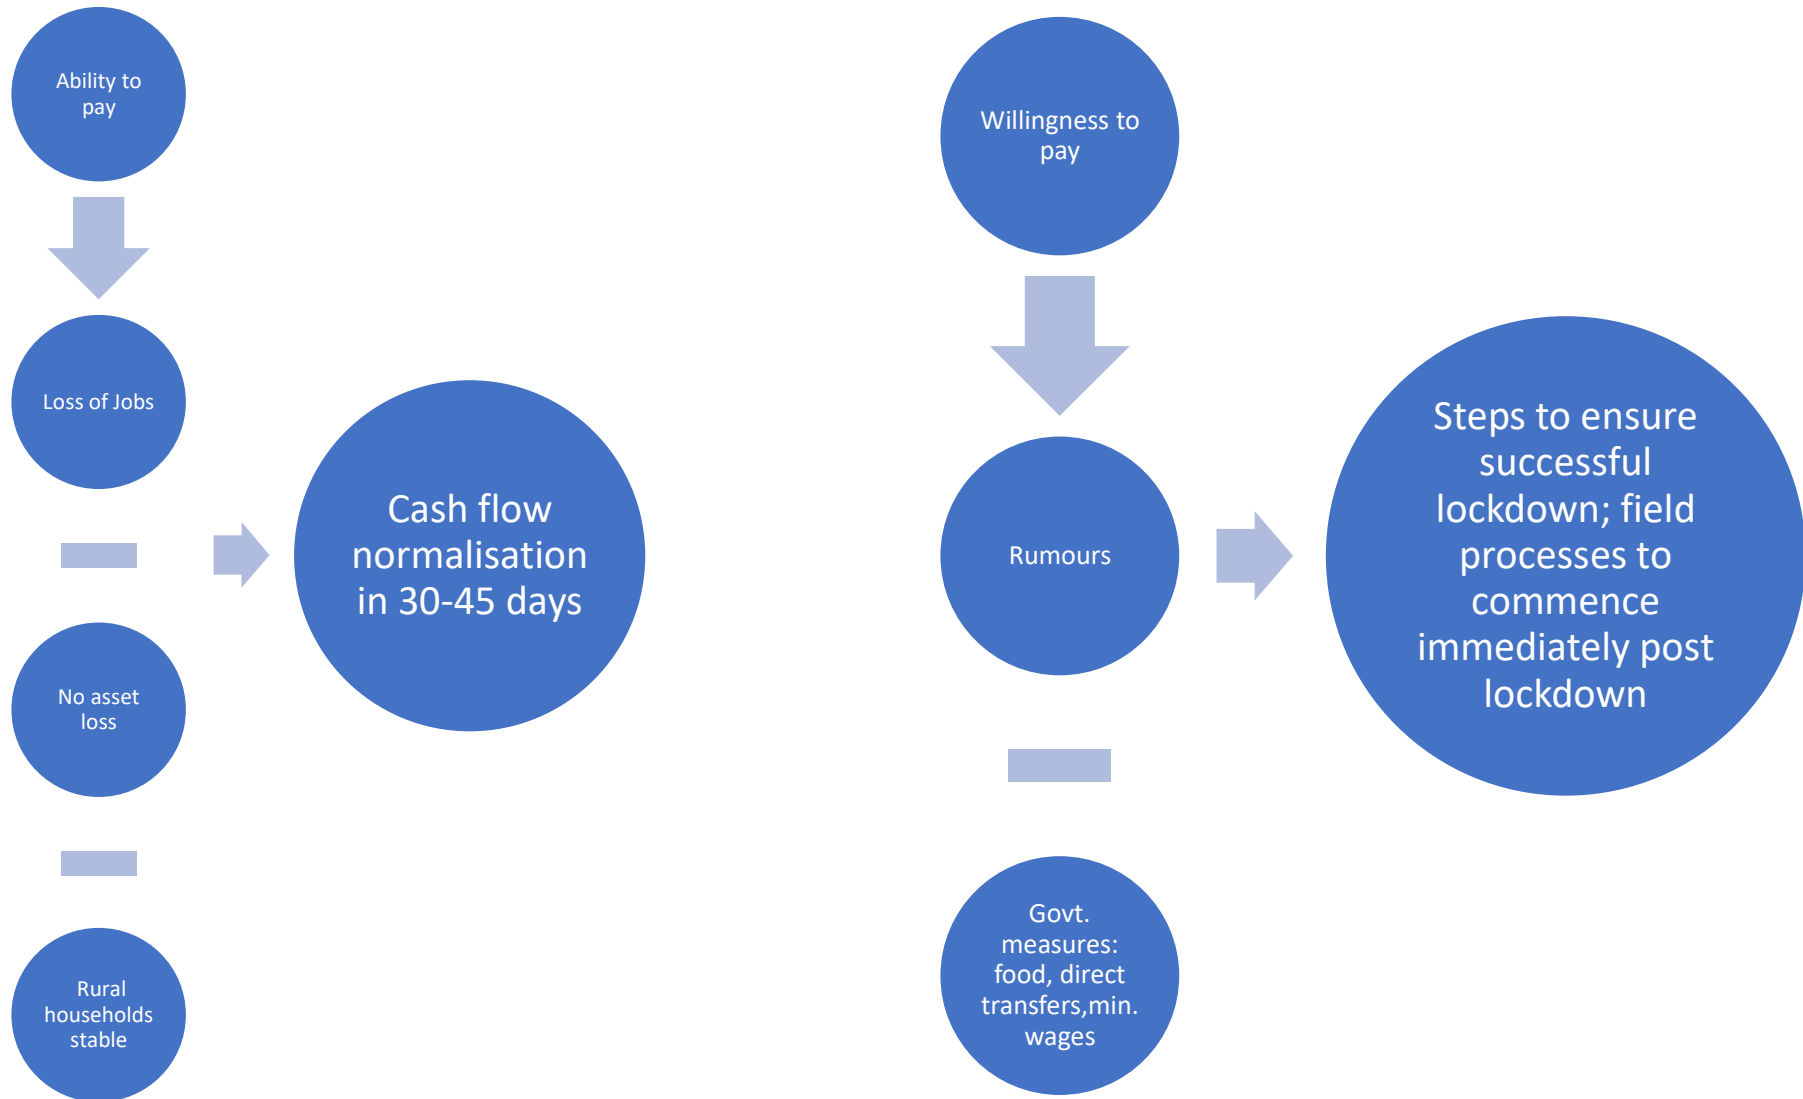 Ability to
pay
Loss of Jobs
No asset
loss
Rural
households
stable
Cash flow
normalisation
in 30-45 days
Willingness to
pay
Rumours
Govt.
measures:
food, direct
transfers,min.
wages
Steps to ensure
successful
lockdown; field
processes to
commence
immediately post
lockdown